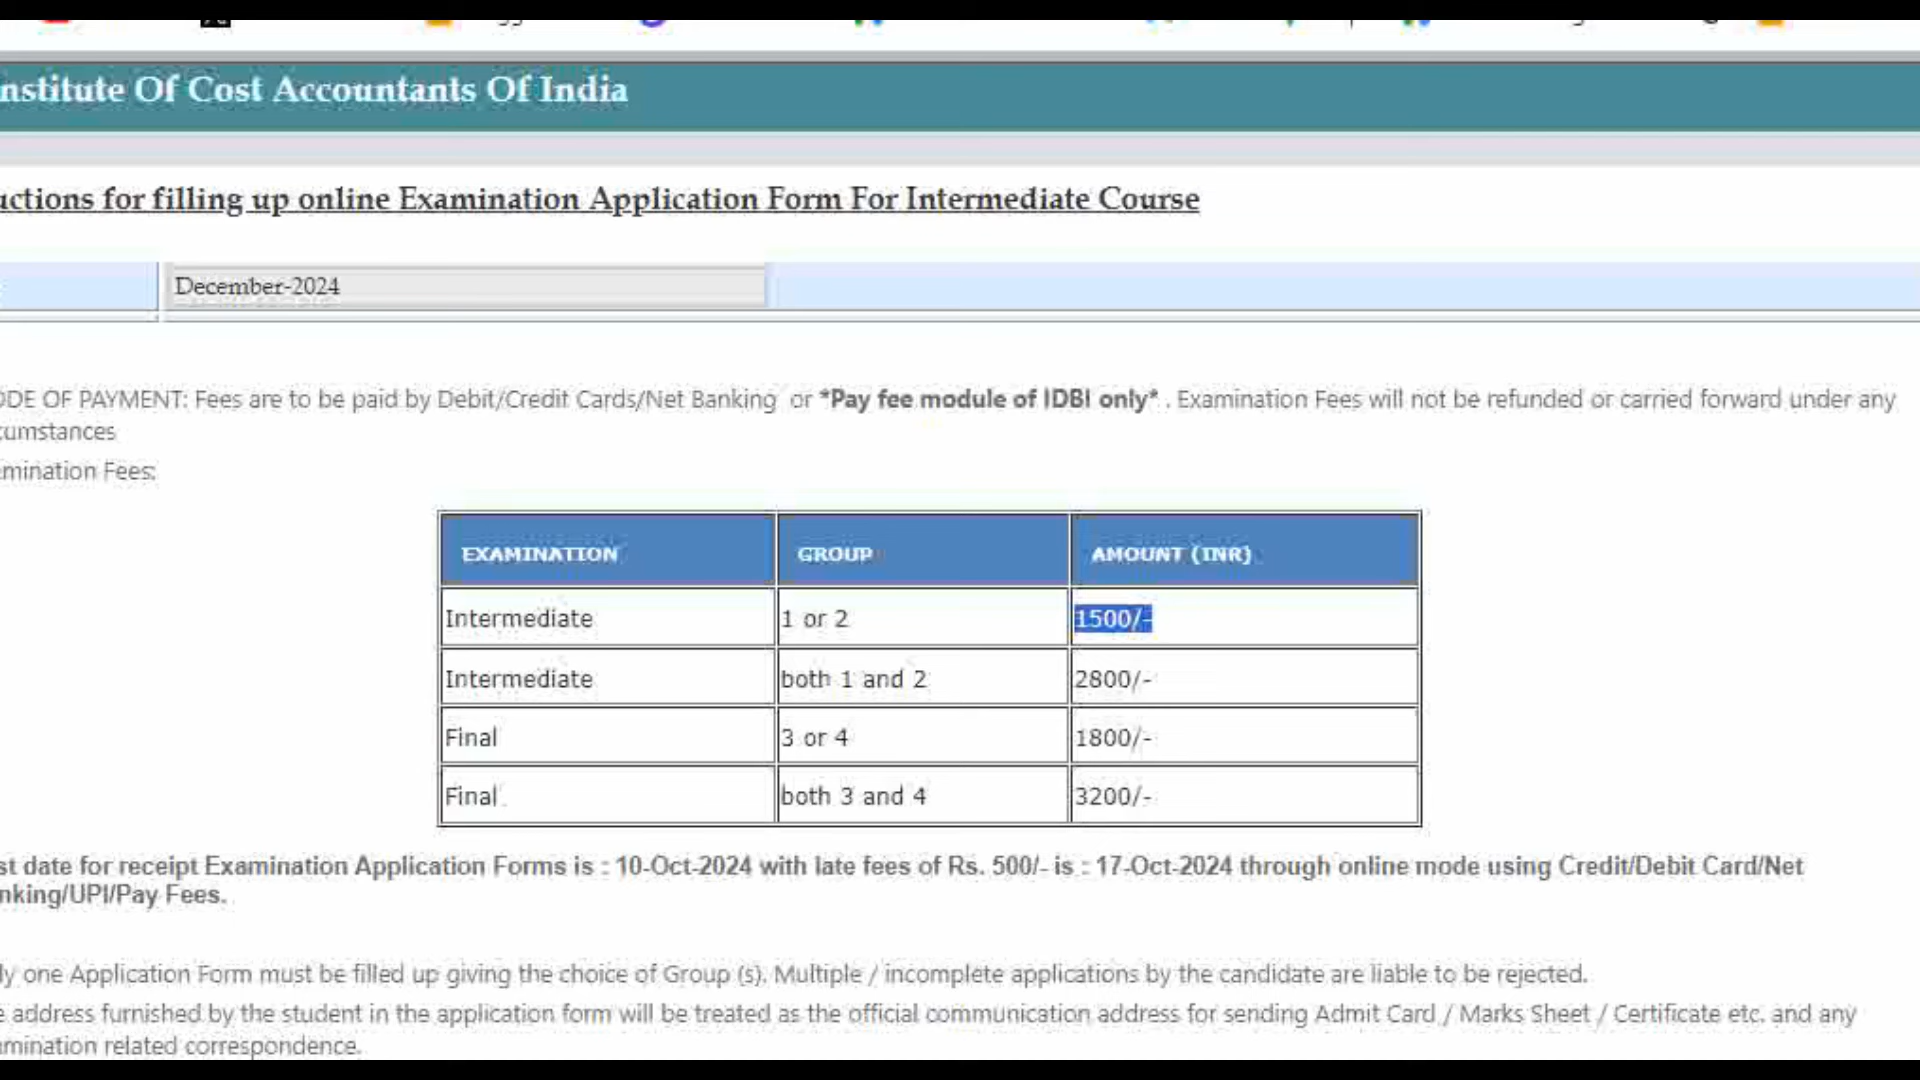 nstitute Of Cost Accountants Of India
uctions for filling up online Examination Application Form For Intermediate Course
December-2024
ODE OF PAYMENT: Fees are to be paid by Debit/Credit Cards/Net Banking or *Pay fee module of IDBI only* . Examination Fees will not be refunded or carried forward under any
cumstances
mination Fees:
EXAMINATION GROUP AMOUNT (INR)
Intermediate 1 or 2 1500/-
Intermediate both 1 and 2 2800/-
Final 3 or 4 1800/-
Final both 3 and 4 3200/-
st date for receipt Examination Application Forms is : 10-Oct-2024 with late fees of Rs. 500/- is : 17-Oct-2024 through online mode using Credit/Debit Card/Net
nking/UPI/Pay Fees.
ly one Application Form must be filled up giving the choice of Group (s). Multiple / incomplete applications by the candidate are liable to be rejected.
e address furnished by the student in the application form will be treated as the official communication address for sending Admit Card / Marks Sheet / Certificate etc. and any
mination related correspondence.